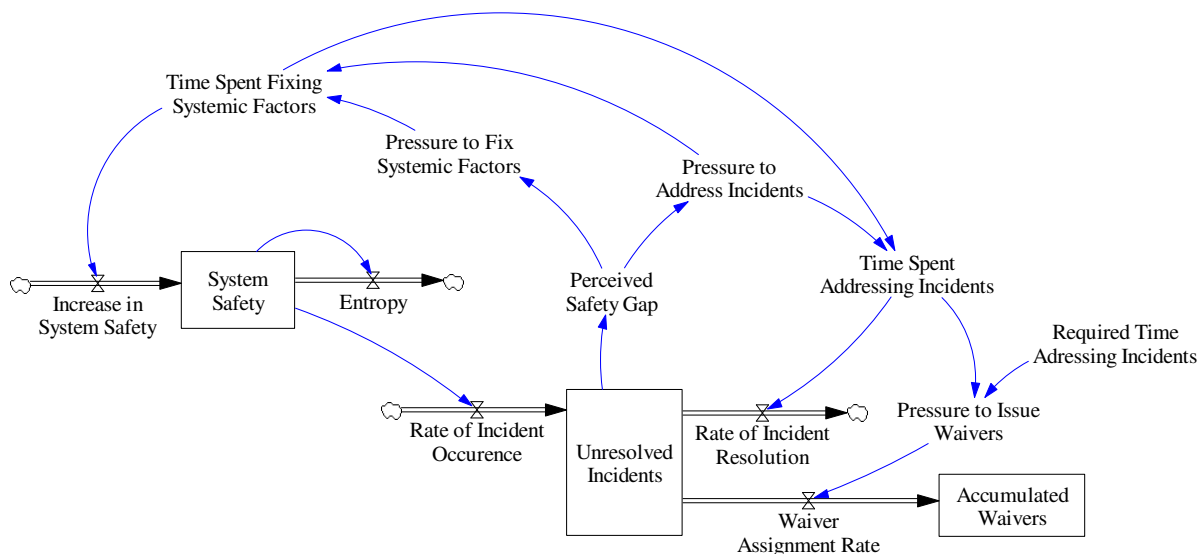 Time Spent Fixing
Systemic Factors
Pressure to Fix
Systemic Factors
Pressure to
Address Incidents
System
Safety
Increase in
System Safety
Entropy
Perceived
Safety Gap
Time Spent
Addressing Incidents
Required Time
Adressing Incidents
Rate of Incident
Occurence
Unresolved
Incidents
Rate of Incident
Resolution
Pressure to Issue
Waivers
Waiver
Assignment Rate
Accumulated
Waivers